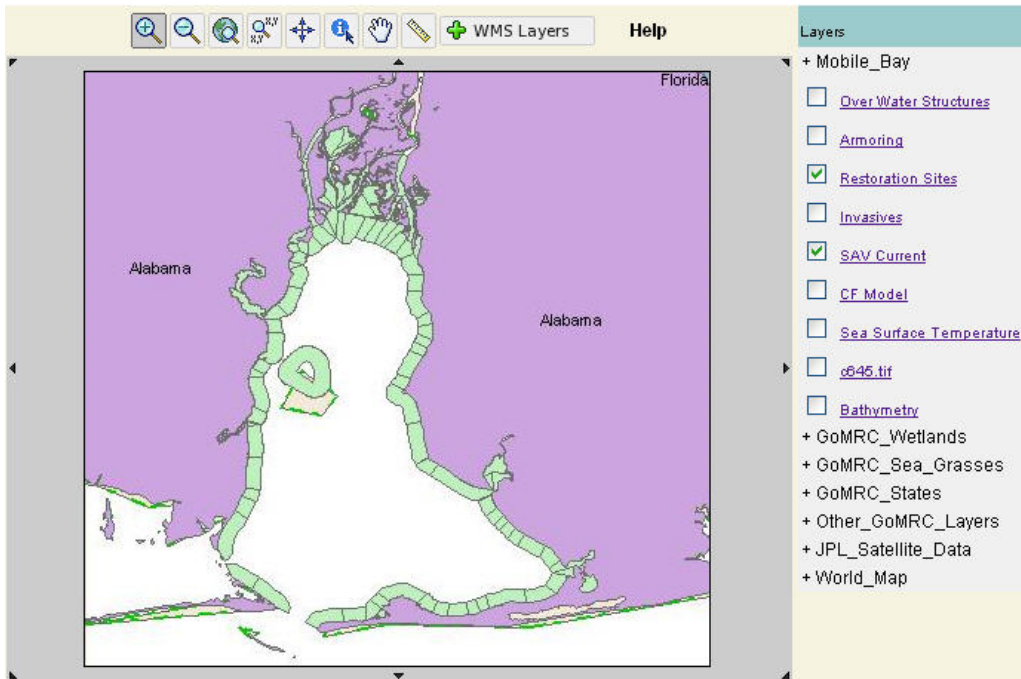 x,y
x,y
WMS Layers
Help
Layers
Florida
Alabama
Alabama
+ Mobile_Bay
Over Water Structures
Armoring
Restoration Sites
Invasives
SAV Current
CF Model
Sea Surface Temperature
c645.tif
Bathymetry
+ GoMRC_Wetlands
+ GoMRC_Sea_Grasses
+ GoMRC_States
+ Other_GoMRC_Layers
+ JPL_Satellite_Data
+ World_Map